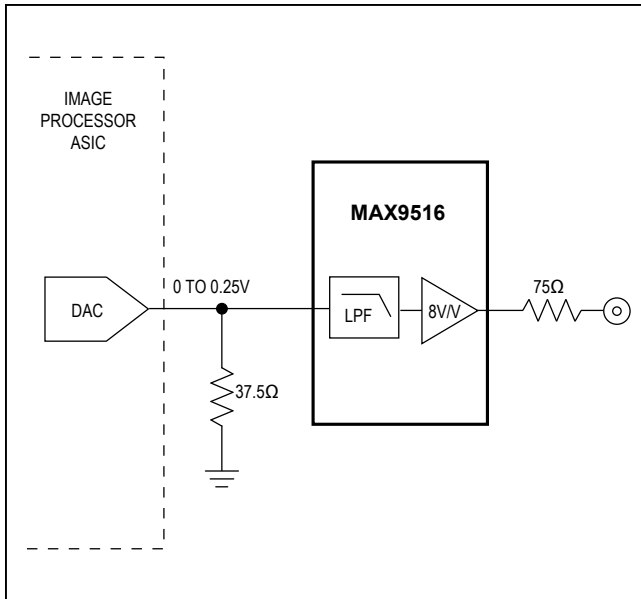 IMAGE
PROCESSOR
ASIC
MAX9516
DAC
0 TO 0.25V
LPF
8V/V
75Ω
37.5Ω